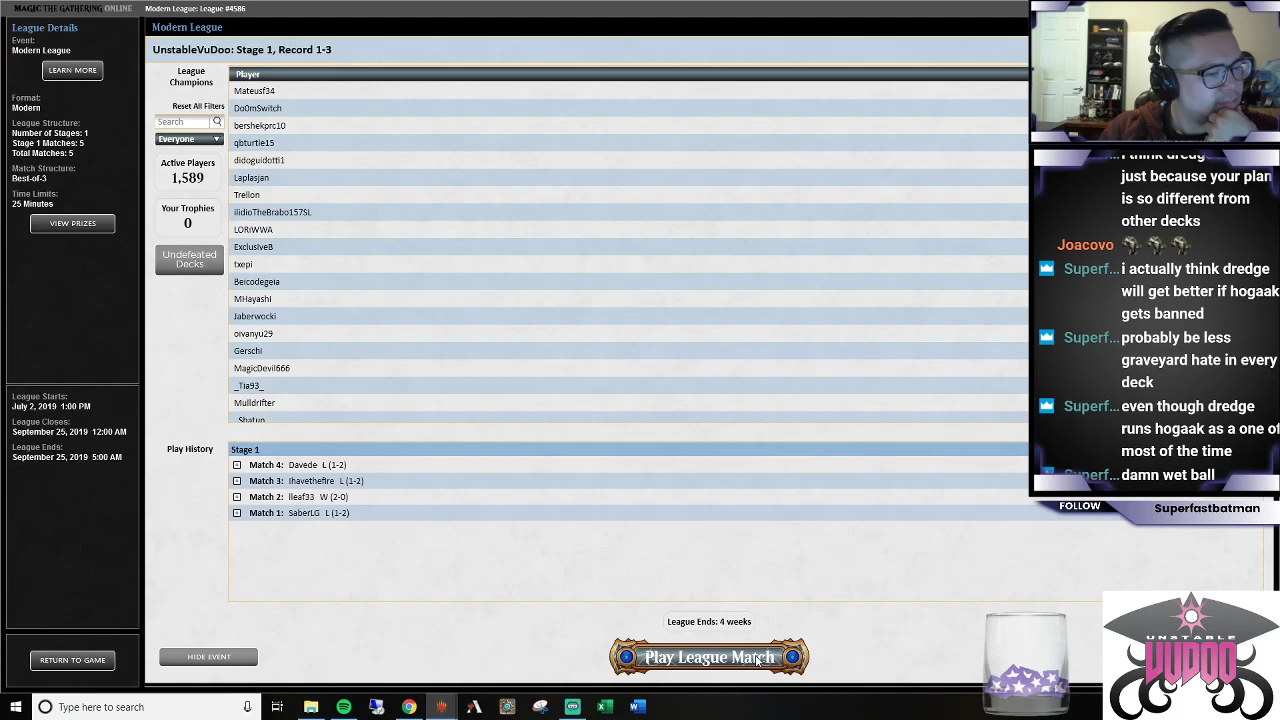 MAGIC THE GATHERING ONLINE
Modern League: League #4586
League Details
Event:
Modern League
LEARN MORE
Format:
Modern
League Structure:
Number of Stages: 1
Stage 1 Matches: 5
Total Matches: 5
Match Structure:
Best-of-3
Time Limits:
25 Minutes
VIEW PRIZES
League Starts:
July 2, 2019 1:00 PM
League Closes:
September 25, 2019 12:00 AM
League Ends:
September 25, 2019 5:00 AM
RETURN TO GAME
Modern League
UnstableVuDoo: Stage 1, Record 1-3
League
Champions
Reset All Filters
Search
Everyone
Active Players
1,589
Your Trophies
0
Undefeated
Decks
Player
Mateusf34
Do0mSwitch
bershekprc10
qbturtle15
didoguidotti1
Laplasjan
Trellon
ilidioTheBrabo157SL
LORiWWA
ExclusiveB
txepi
Beicodegeia
MHayashi
Jaberwocki
oivanyu29
Gerschi
MagicDevil666
_Tia93_
Mulldrifter
Shatun
Play History
Stage 1
Match 4: Davede L (1-2)
Match 3: Ihavethefire L (1-2)
Match 2: lleaf33 W (2-0)
Match 1: SaberLG L (1-2)
League Ends: 4 weeks
HIDE EVENT
Play League Match
i think dredge
just because your plan
is so different from
other decks
Joacovo
Superf... i actually think dredge
will get better if hogaak
gets banned
Superf... probably be less
graveyard hate in every
deck
Superf... even though dredge
runs hogaak as a one of
most of the time
Superf... damn wet ball
FOLLOW Superfastbatman
UNSTABLE
VUDOO
Type here to search